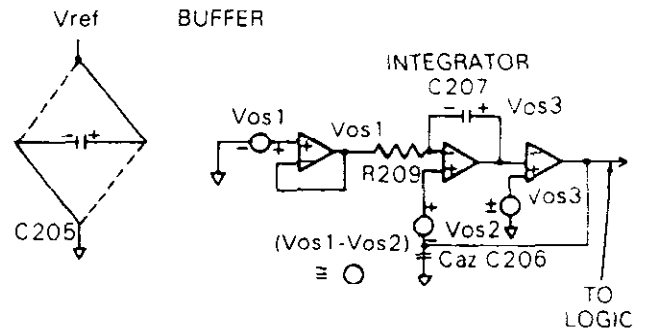 Vref
BUFFER
INTEGRATOR
C207
- +
Vos3
Vos1
Vos1
- +
- +
+
-
-
+
-
+
R209
C205
+
-
±
Vos3
Vos2
(Vos1-Vos2)
≅ O
Caz C206
TO
LOGIC